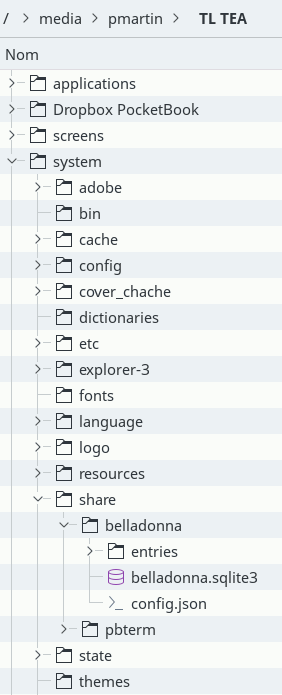 / > media > pmartin > TL TEA
Nom
applications
Dropbox PocketBook
screens
system
adobe
bin
cache
config
cover_chache
dictionaries
etc
explorer-3
fonts
language
logo
resources
share
belladonna
entries
belladonna.sqlite3
config.json
pbterm
state
themes